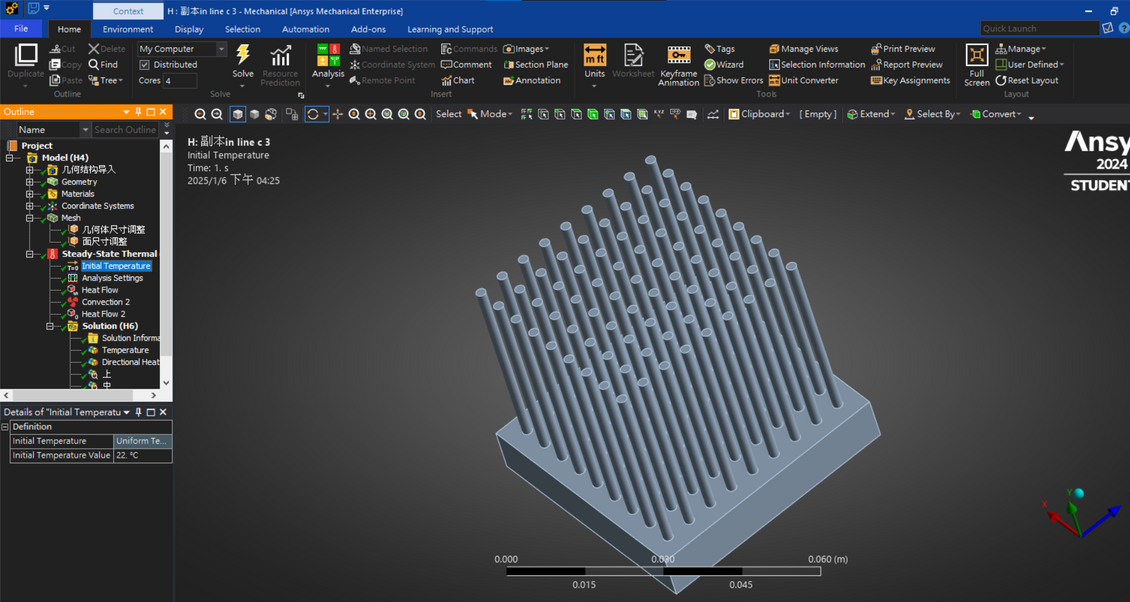 Context
H : 副本in line c 3 - Mechanical [Ansys Mechanical Enterprise]
File Home Environment Display Selection Automation Add-ons Learning and Support
Quick Launch
Duplicate
Cut
Copy
Paste
Delete
Find
Tree
Outline
My Computer
Distributed
Cores 4
Solve
Resource Prediction
Solve
Analysis
Named Selection
Coordinate System
Remote Point
Commands
Comment
Chart
Images
Section Plane
Annotation
Insert
m ft
Units
Worksheet
Keyframe Animation
Tags
Wizard
Show Errors
Manage Views
Selection Information
Unit Converter
Print Preview
Report Preview
Key Assignments
Tools
Full Screen
Manage
User Defined
Reset Layout
Layout
Outline
Name Search Outline
Select Mode Clipboard [ Empty ] Extend Select By Convert
Project
Model (H4)
几何结构导入
Geometry
Materials
Coordinate Systems
Mesh
几何体尺寸调整
面尺寸调整
Steady-State Thermal
Initial Temperature
Analysis Settings
Heat Flow
Convection 2
Heat Flow 2
Solution (H6)
Solution Informa
Temperature
Directional Heat
上
中
Details of "Initial Temperatu
Definition
Initial Temperature Uniform Te...
Initial Temperature Value 22. °C
H: 副本in line c 3
Initial Temperature
Time: 1. s
2025/1/6 下午 04:25
Ansy
2024
STUDENT
X
Y
0.000 0.030 0.060 (m)
0.015 0.045